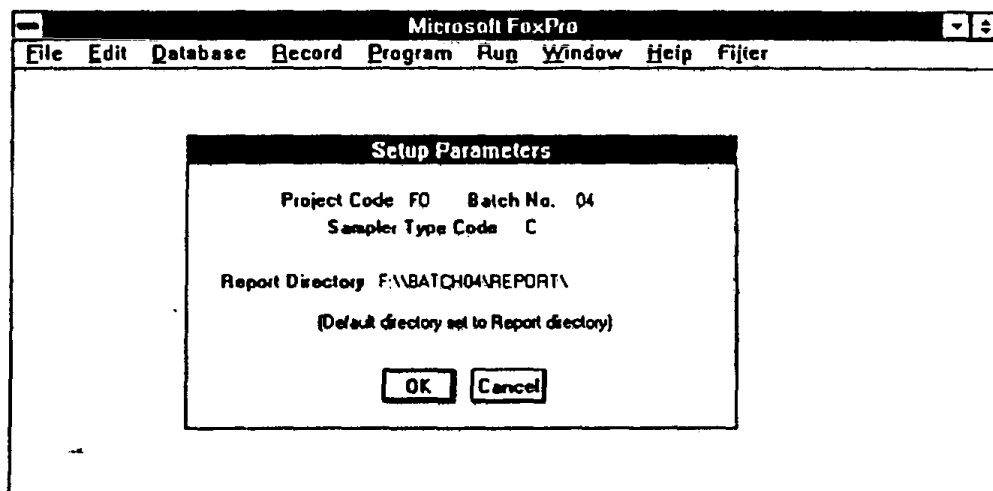 Microsoft FoxPro
File Edit Database Record Program Run Window Help Filter
Setup Parameters
Project Code FO Batch No. 04
Sampler Type Code C
Report Directory F:\\BATCH04\REPORT\
(Default directory set to Report directory)
OK Cancel